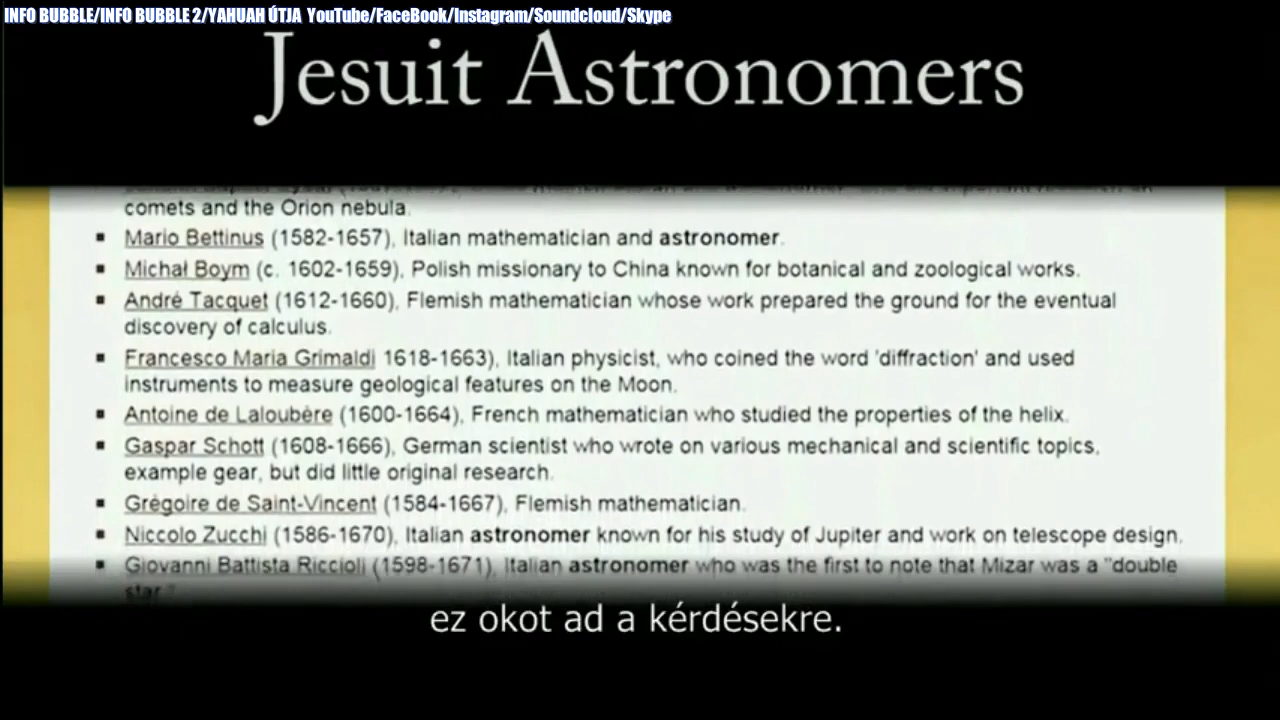 INFO BUBBLE/INFO BUBBLE 2/YAHUAH ÚTJA YouTube/FaceBook/Instagram/Soundcloud/Skype
Jesuit Astronomers
comets and the Orion nebula.
▪ Mario Bettinus (1582-1657), Italian mathematician and astronomer.
▪ Michał Boym (c. 1602-1659), Polish missionary to China known for botanical and zoological works.
▪ André Tacquet (1612-1660), Flemish mathematician whose work prepared the ground for the eventual
discovery of calculus.
▪ Francesco Maria Grimaldi 1618-1663), Italian physicist, who coined the word 'diffraction' and used
instruments to measure geological features on the Moon.
▪ Antoine de Laloubère (1600-1664), French mathematician who studied the properties of the helix.
▪ Gaspar Schott (1608-1666), German scientist who wrote on various mechanical and scientific topics,
example gear, but did little original research.
▪ Grégoire de Saint-Vincent (1584-1667), Flemish mathematician.
▪ Niccolo Zucchi (1586-1670), Italian astronomer known for his study of Jupiter and work on telescope design.
▪ Giovanni Battista Riccioli (1598-1671), Italian astronomer who was the first to note that Mizar was a "double
star."
ez okot ad a kérdésekre.